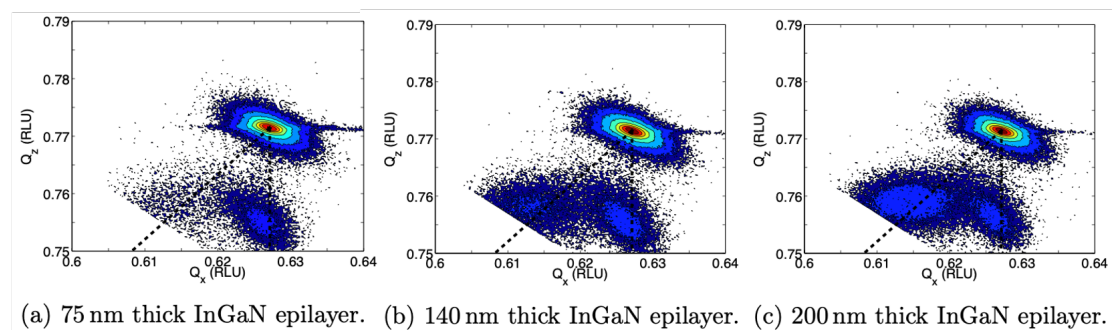 0.79
0.78
0.77
0.76
0.75
Q_z (RLU)
0.6 0.61 0.62 0.63 0.64
Q_x (RLU)
0.79
0.78
0.77
0.76
0.75
Q_z (RLU)
0.6 0.61 0.62 0.63 0.64
Q_x (RLU)
0.79
0.78
0.77
0.76
0.75
Q_z (RLU)
0.6 0.61 0.62 0.63 0.64
Q_x (RLU)
(a) 75 nm thick InGaN epilayer. (b) 140 nm thick InGaN epilayer. (c) 200 nm thick InGaN epilayer.